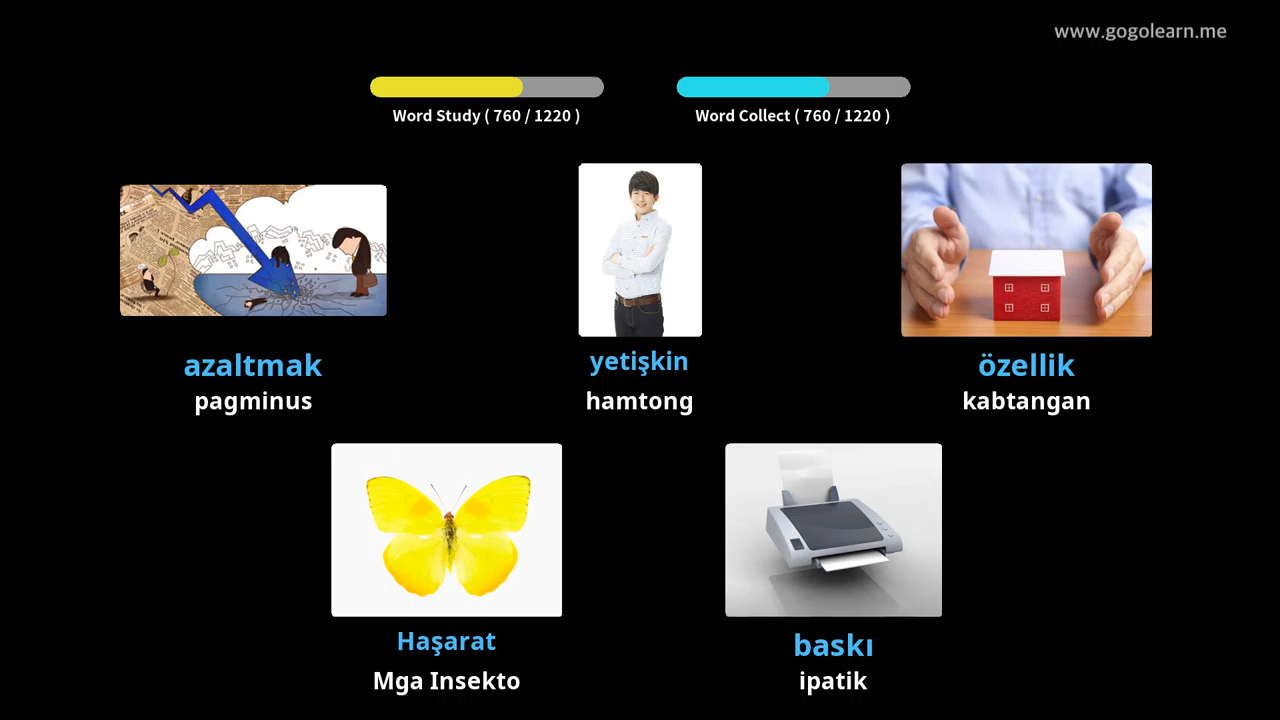 www.gogolearn.me
Word Study ( 760 / 1220 )
Word Collect ( 760 / 1220 )
azaltmak
pagminus
yetişkin
hamtong
özellik
kabtangan
Haşarat
Mga Insekto
baskı
ipatik